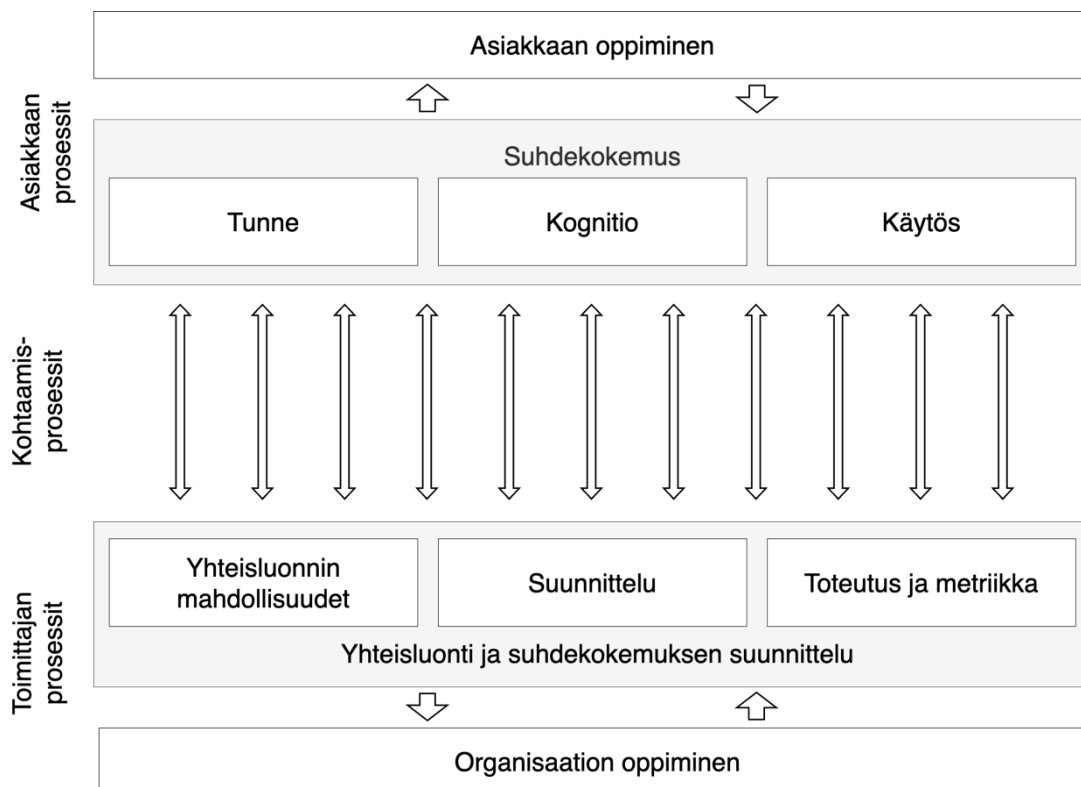 Asiakkaan oppiminen
Asiakkaan
prosessit
Suhdekokemus
Tunne
Kognitio
Käytös
Kohtaamis-
prosessit
Toimittajan
prosessit
Yhteisluonnin
mahdollisuudet
Suunnittelu
Toteutus ja metriikka
Yhteisluonti ja suhdekokemuksen suunnittelu
Organisaation oppiminen